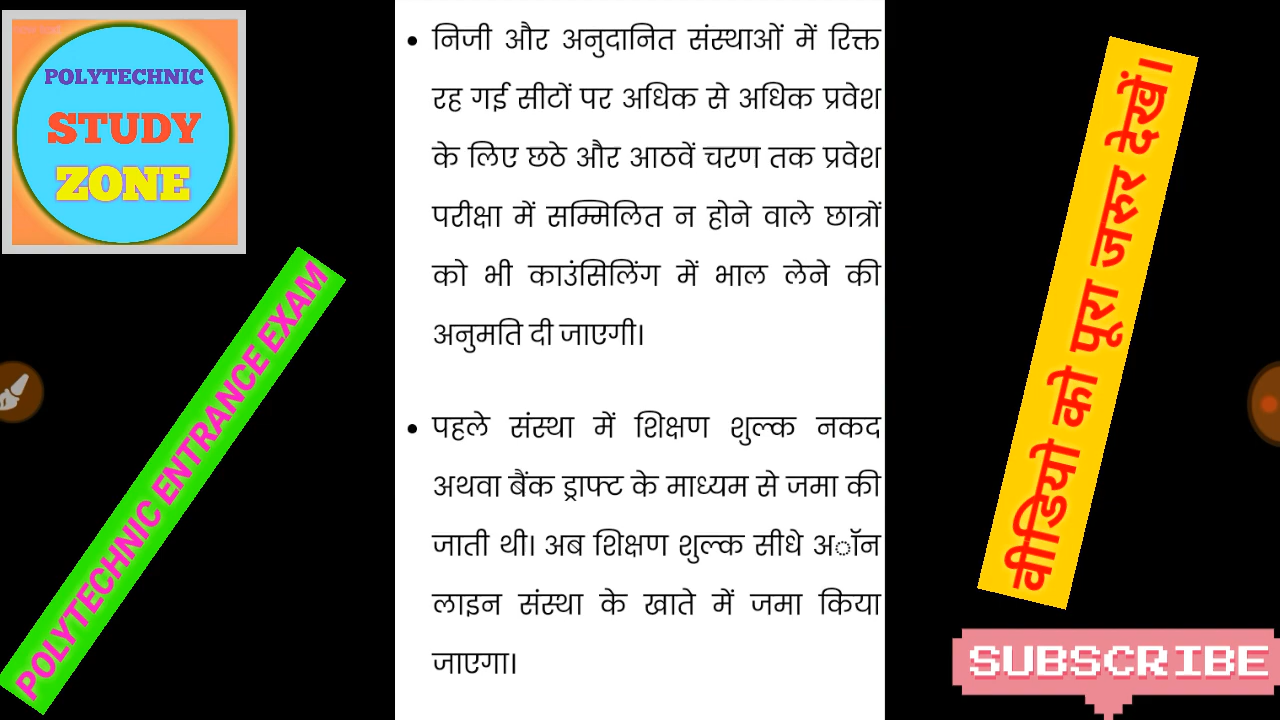 POLYTECHNIC
STUDY
ZONE
POLYTECHNIC ENTRANCE EXAM
• निजी और अनुदानित संस्थाओं में रिक्त
रह गई सीटों पर अधिक से अधिक प्रवेश
के लिए छठे और आठवें चरण तक प्रवेश
परीक्षा में सम्मिलित न होने वाले छात्रों
को भी काउंसिलिंग में भाल लेने की
अनुमति दी जाएगी।
• पहले संस्था में शिक्षण शुल्क नकद
अथवा बैंक ड्राफ्ट के माध्यम से जमा की
जाती थी। अब शिक्षण शुल्क सीधे अॉन
लाइन संस्था के खाते में जमा किया
जाएगा।
वीडियो को पूरा जरुर देखें।
SUBSCRIBE